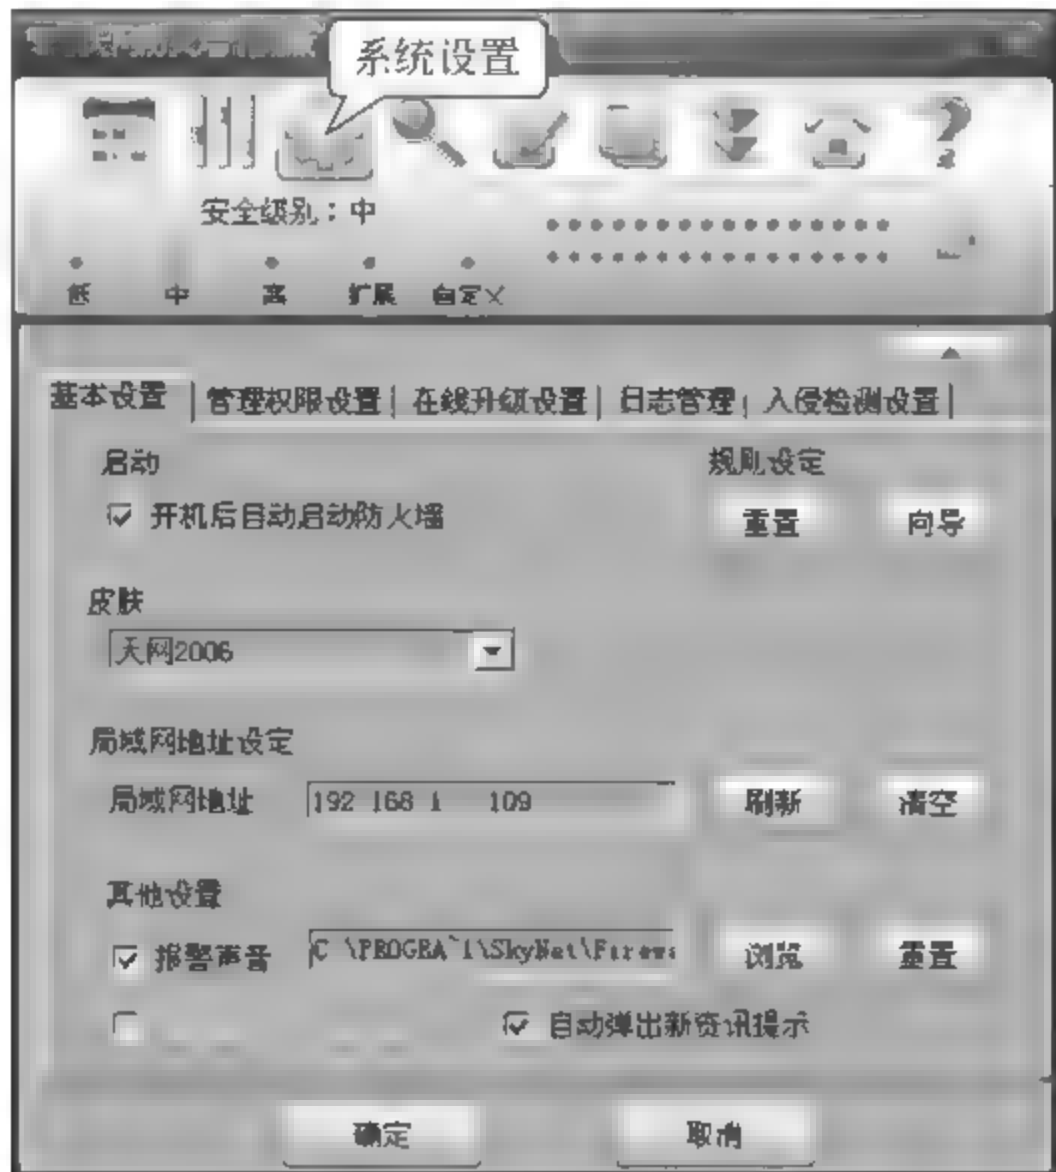 系统设置
安全级别：中
低 中 高 扩展 自定义
基本设置 管理权限设置 在线升级设置 日志管理 入侵检测设置
启动 规则设定
开机后自动启动防火墙 重置 向导
皮肤
天网2006
局域网地址设定
局域网地址 192 168 1 109 刷新 清空
其他设置
报警声音 C \PROGRA~1\SkyNet\Firewa 浏览 重置
自动弹出新资讯提示
确定 取消